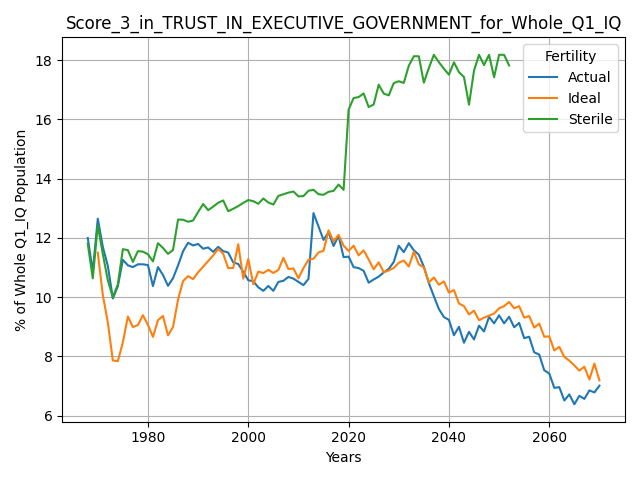 Score_3_in_TRUST_IN_EXECUTIVE_GOVERNMENT_for_Whole_Q1_IQ
Fertility
Actual
Ideal
Sterile
% of Whole Q1_IQ Population
18
16
14
12
10
8
6
1980
2000
2020
2040
2060
Years